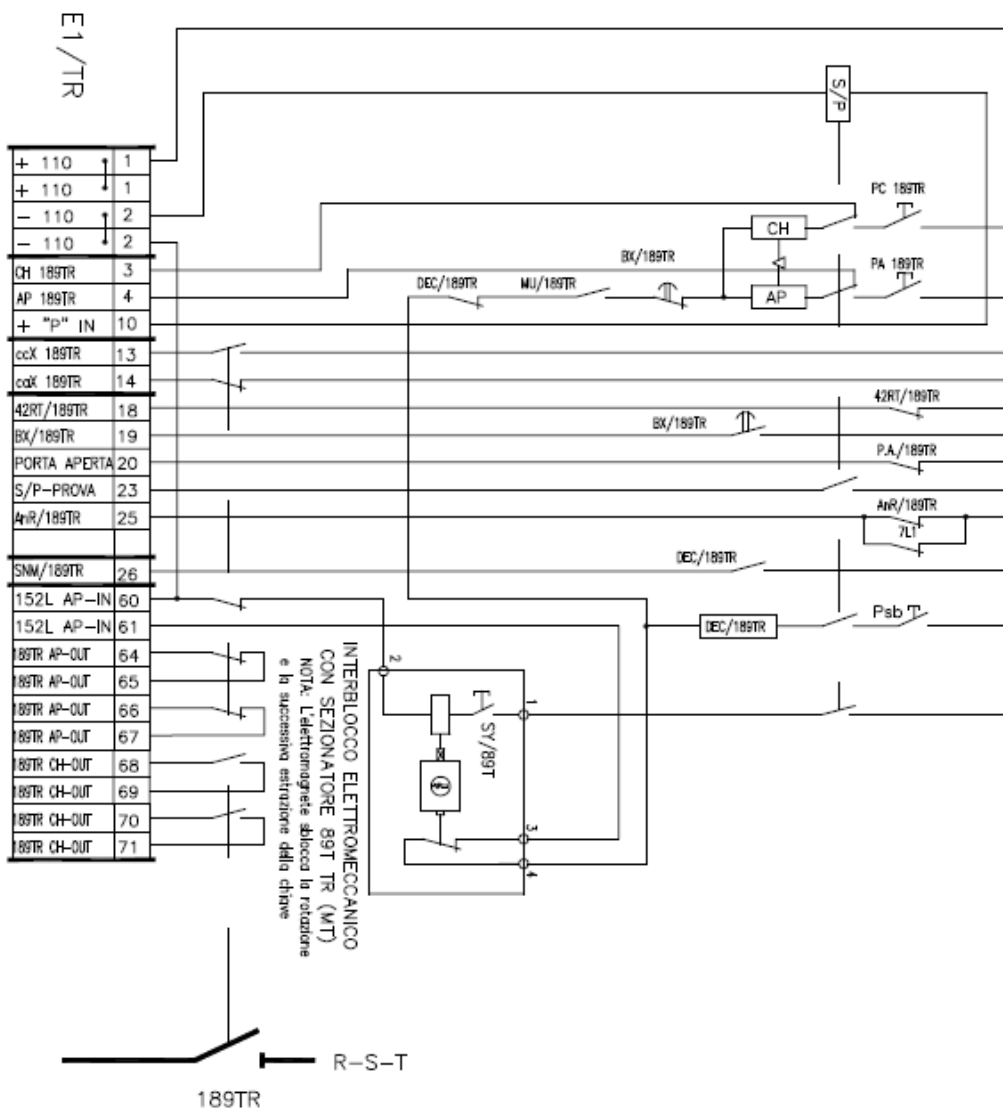 E1/TR
+ 110 1
+ 110 1
- 110 2
- 110 2
CH 189TR 3
AP 189TR 4
+ "P" IN 10
ccX 189TR 13
caX 189TR 14
42RT/189TR 18
BX/189TR 19
PORTA APERTA 20
S/P-PROVA 23
AnR/189TR 25
SNM/189TR 26
152L AP-IN 60
152L AP-IN 61
189TR AP-OUT 64
189TR AP-OUT 65
189TR AP-OUT 66
189TR AP-OUT 67
189TR CH-OUT 68
189TR CH-OUT 69
189TR CH-OUT 70
189TR CH-OUT 71
S/P
PC 189TR
CH
BX/189TR
PA 189TR
DEC/189TR
MU/189TR
AP
42RT/189TR
BX/189TR
P.A./189TR
AnR/189TR
7L1
DEC/189TR
DEC/189TR
Psb
2
1
SY/89T
3
4
INTERBLOCCO ELETTROMECCANICO
CON SEZIONATORE 89T TR (MT)
NOTA: L'elettromagnete sblocca la rotazione
e la successiva estrazione della chiave
R-S-T
189TR